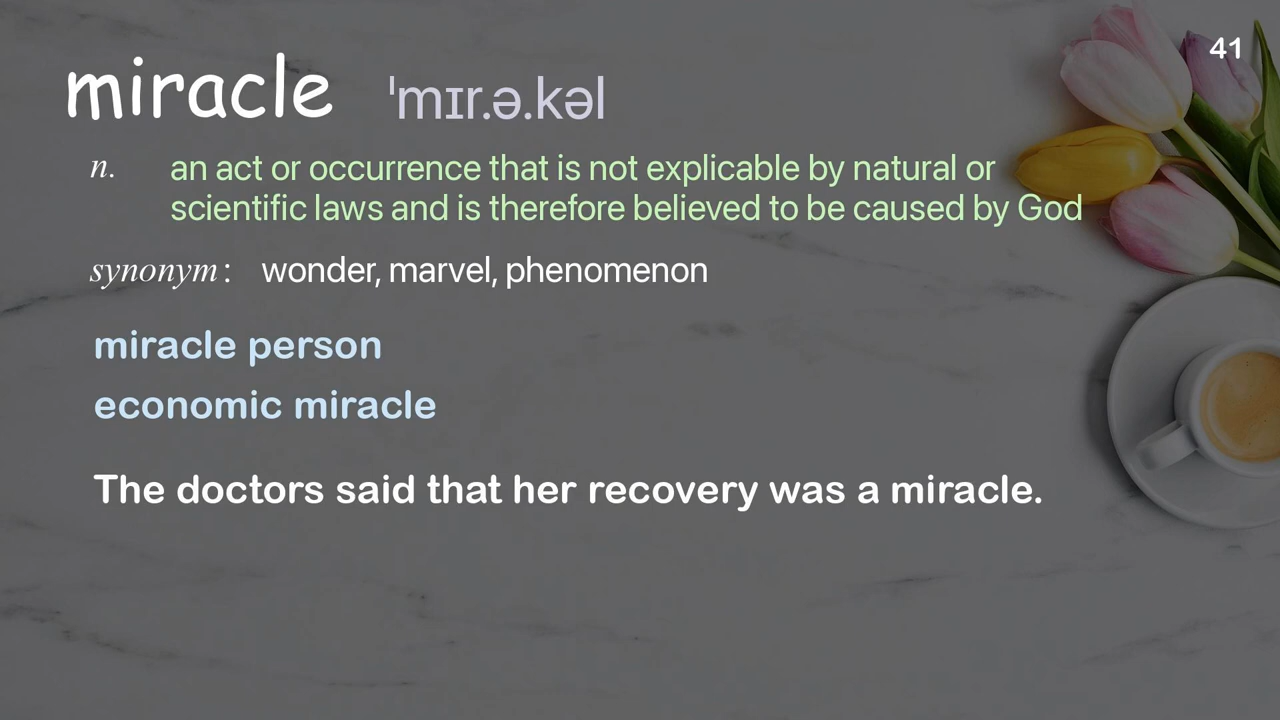 41
miracle ˈmɪr.ə.kəl
n. an act or occurrence that is not explicable by natural or
scientific laws and is therefore believed to be caused by God
synonym: wonder, marvel, phenomenon
miracle person
economic miracle
The doctors said that her recovery was a miracle.